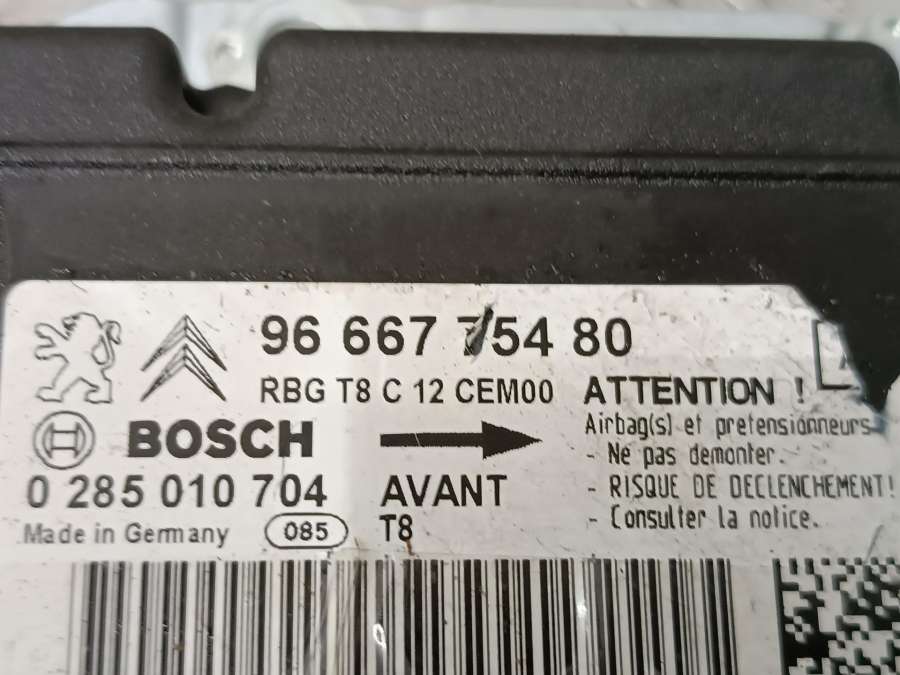 96 667 754 80
RBG T8 C 12 CEM00
BOSCH
0 285 010 704
Made in Germany 085
AVANT
T8
ATTENTION !
Airbag(s) et pretensionneurs
- Ne pas demonter.
- RISQUE DE DECLENCHEMENT!
- Consulter la notice.